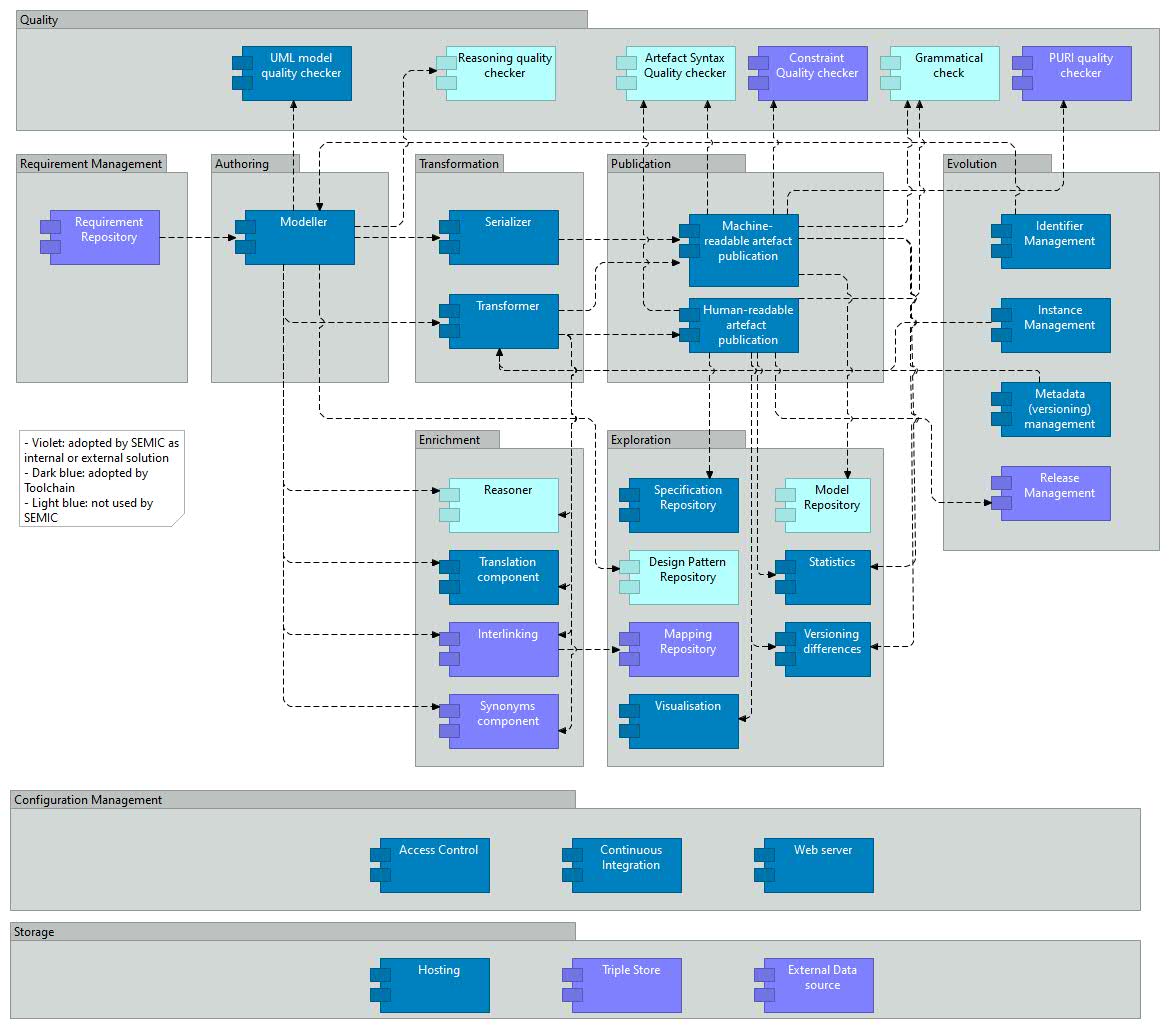 Quality
UML model
quality checker
Reasoning quality
checker
Artefact Syntax
Quality checker
Constraint
Quality checker
Grammatical
check
PURI quality
checker
Requirement Management
Requirement
Repository
Authoring
Modeller
Transformation
Serializer
Transformer
Publication
Machine-
readable artefact
publication
Human-readable
artefact
publication
Evolution
Identifier
Management
Instance
Management
Metadata
(versioning)
management
Release
Management
- Violet: adopted by SEMIC as
internal or external solution
- Dark blue: adopted by
Toolchain
- Light blue: not used by
SEMIC
Enrichment
Reasoner
Translation
component
Interlinking
Synonyms
component
Exploration
Specification
Repository
Model
Repository
Design Pattern
Repository
Statistics
Mapping
Repository
Versioning
differences
Visualisation
Configuration Management
Access Control
Continuous
Integration
Web server
Storage
Hosting
Triple Store
External Data
source